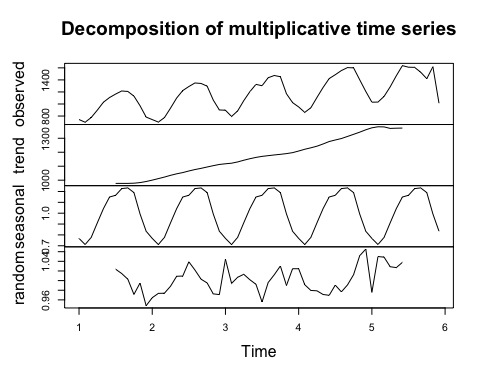 Decomposition of multiplicative time series
observed
800
1400
trend
1000
1300
seasonal
0.7
1.0
random
0.96
1.04
1 2 3 4 5 6
Time